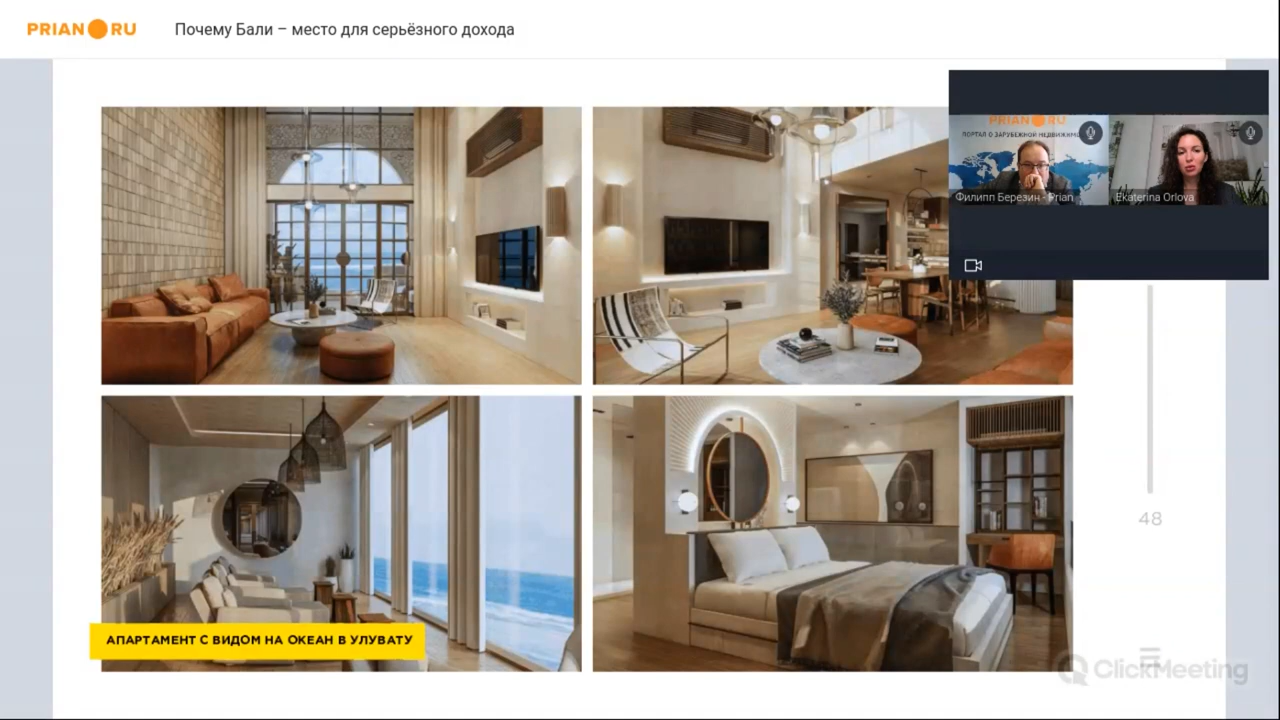 PRIAN RU
Почему Бали – место для серьёзного дохода
PRIAN RU
ПОРТАЛ О ЗАРУБЕЖНОЙ НЕДВИЖИМО
Филипп Березин - Prian
Ekaterina Orlova
48
АПАРТАМЕНТ С ВИДОМ НА ОКЕАН В УЛУВАТУ
ClickMeeting